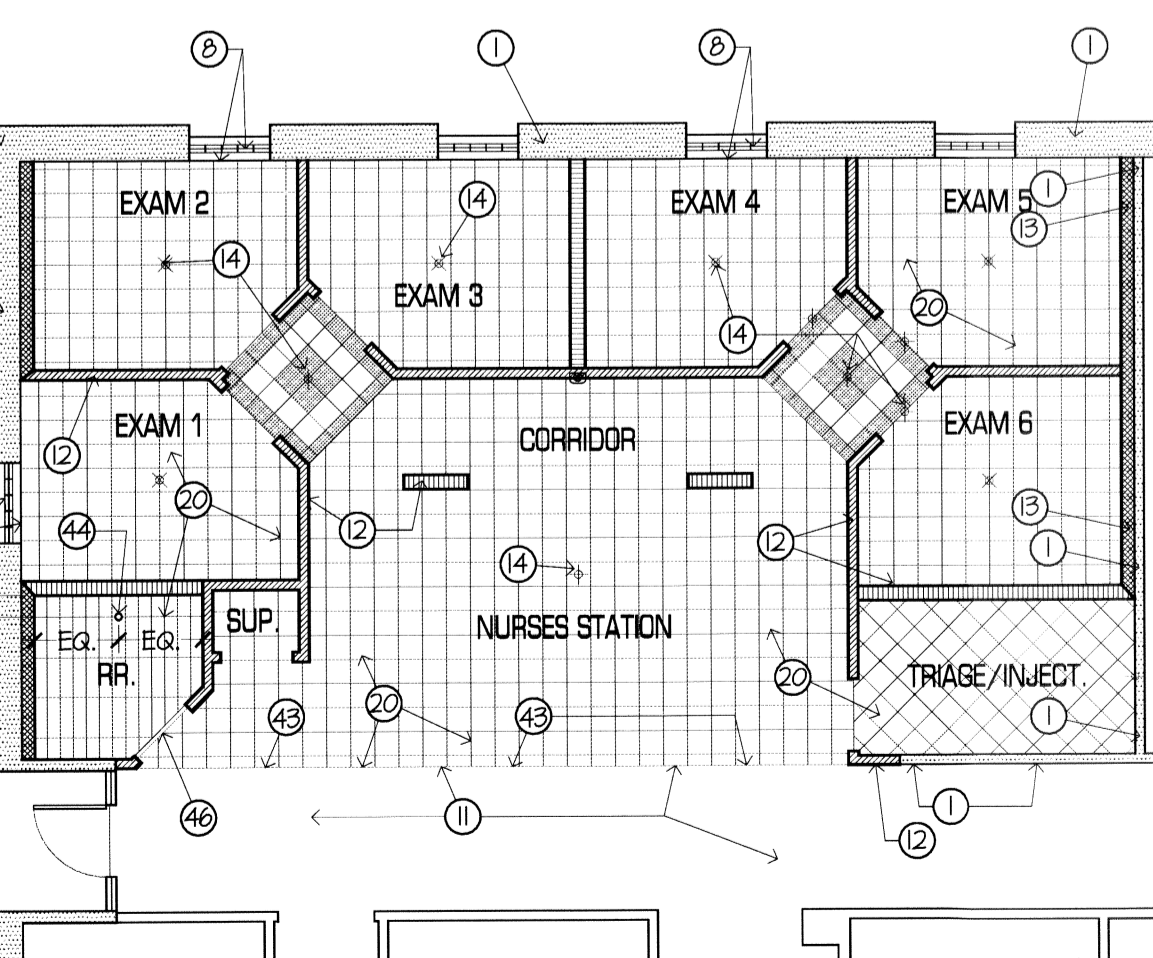 8
1
8
1
EXAM 2
14
EXAM 4
EXAM 5
1
13
14
EXAM 3
14
20
EXAM 1
CORRIDOR
EXAM 6
12
20
44
12
12
13
1
14
EQ. EQ.
SUP.
NURSES STATION
RR.
20
TRIAGE/INJECT.
43
20
43
1
46
11
1
12